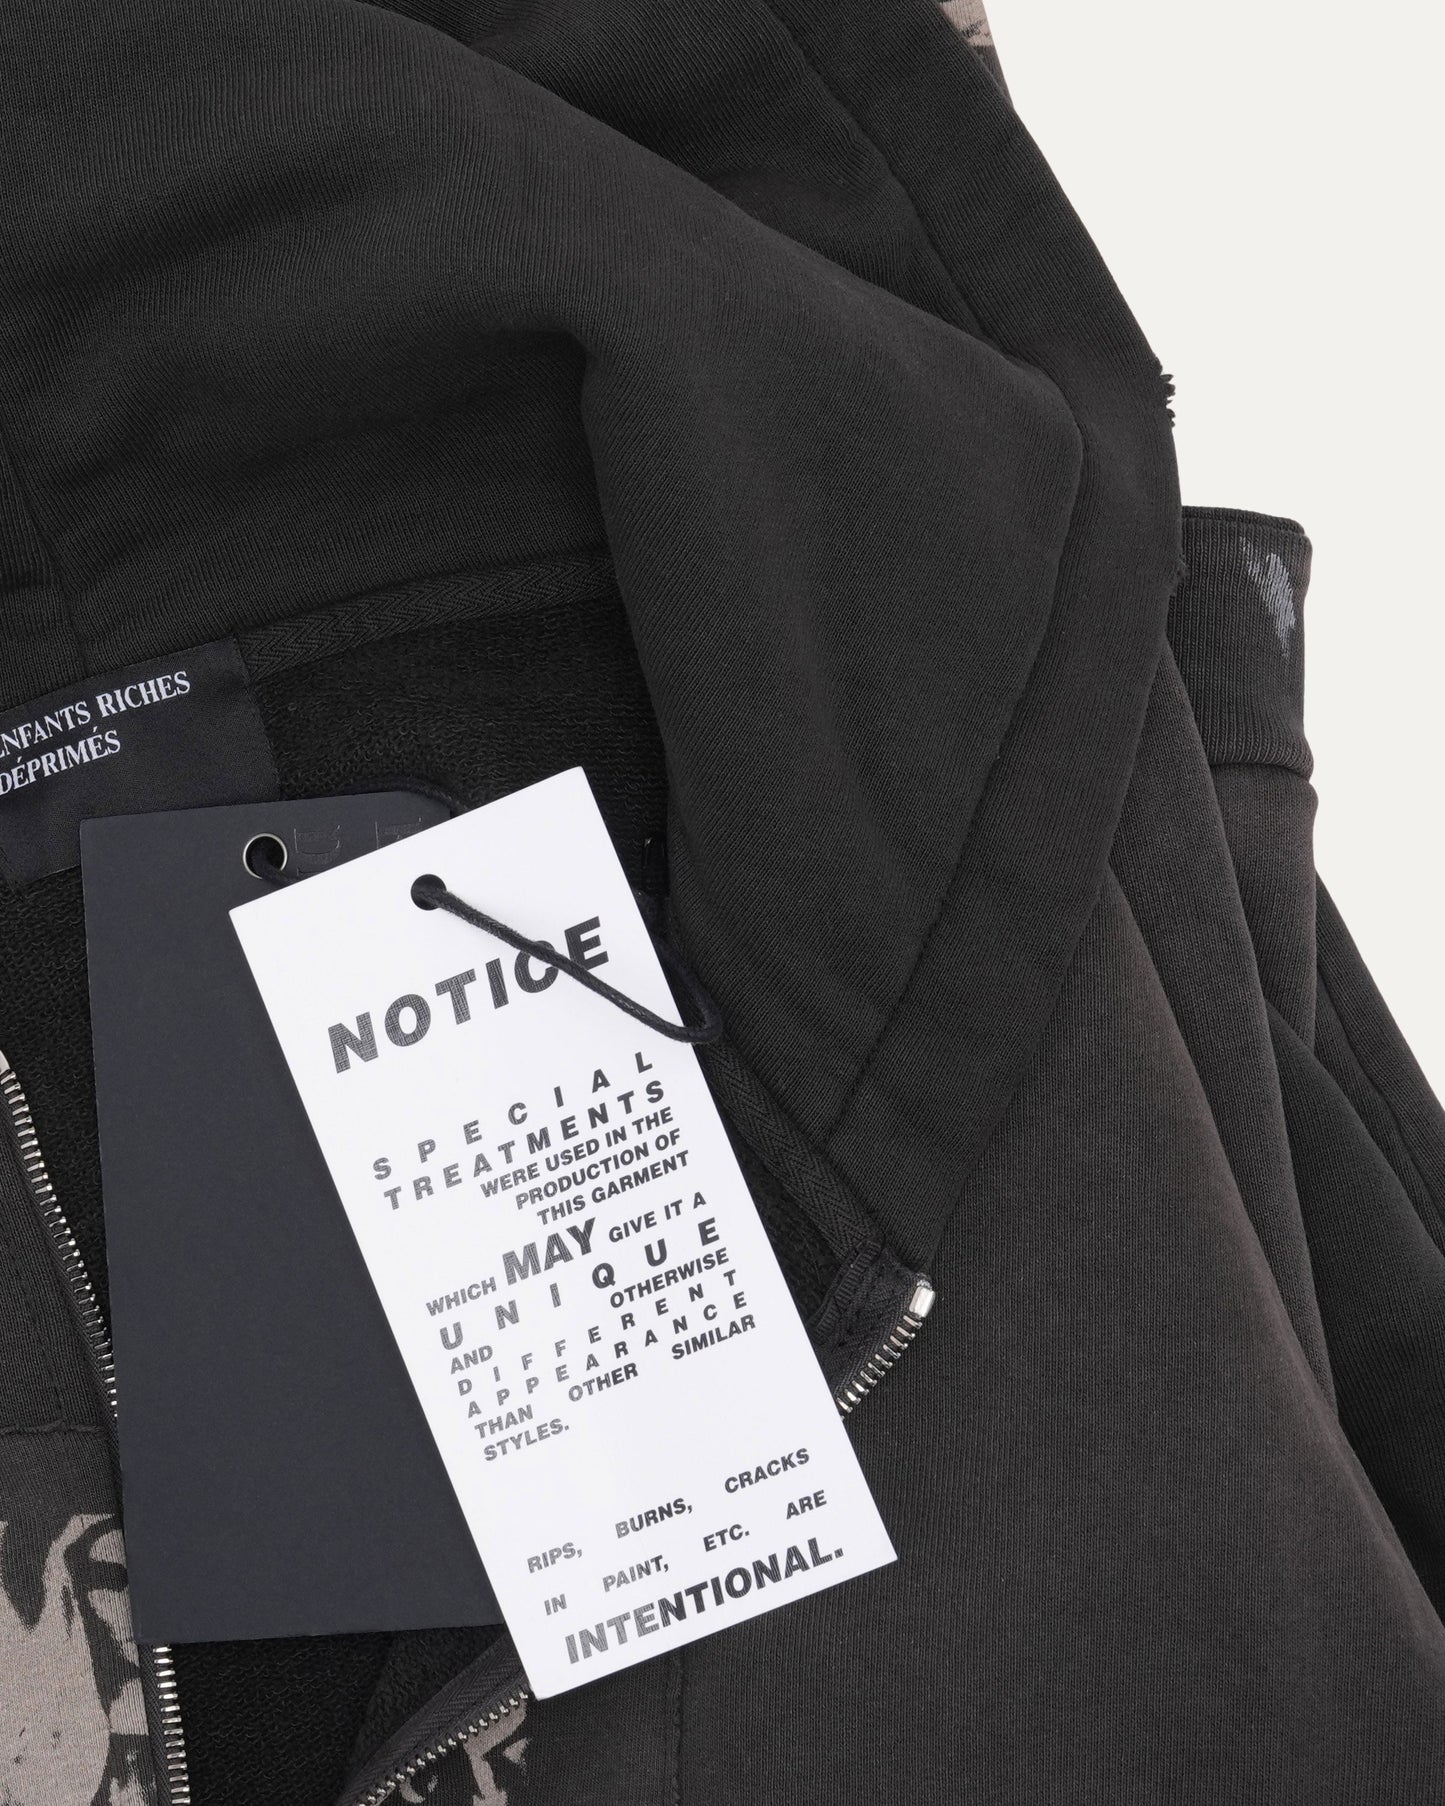 ENFANTS RICHES
DÉPRIMÉS
NOTICE
SPECIAL
TREATMENTS
WERE USED IN THE
PRODUCTION OF
THIS GARMENT
WHICH MAY GIVE IT A
UNIQUE
AND OTHERWISE
DIFFERENT
APPEARANCE
THAN OTHER SIMILAR
STYLES.
RIPS, BURNS, CRACKS
IN PAINT, ETC. ARE
INTENTIONAL.